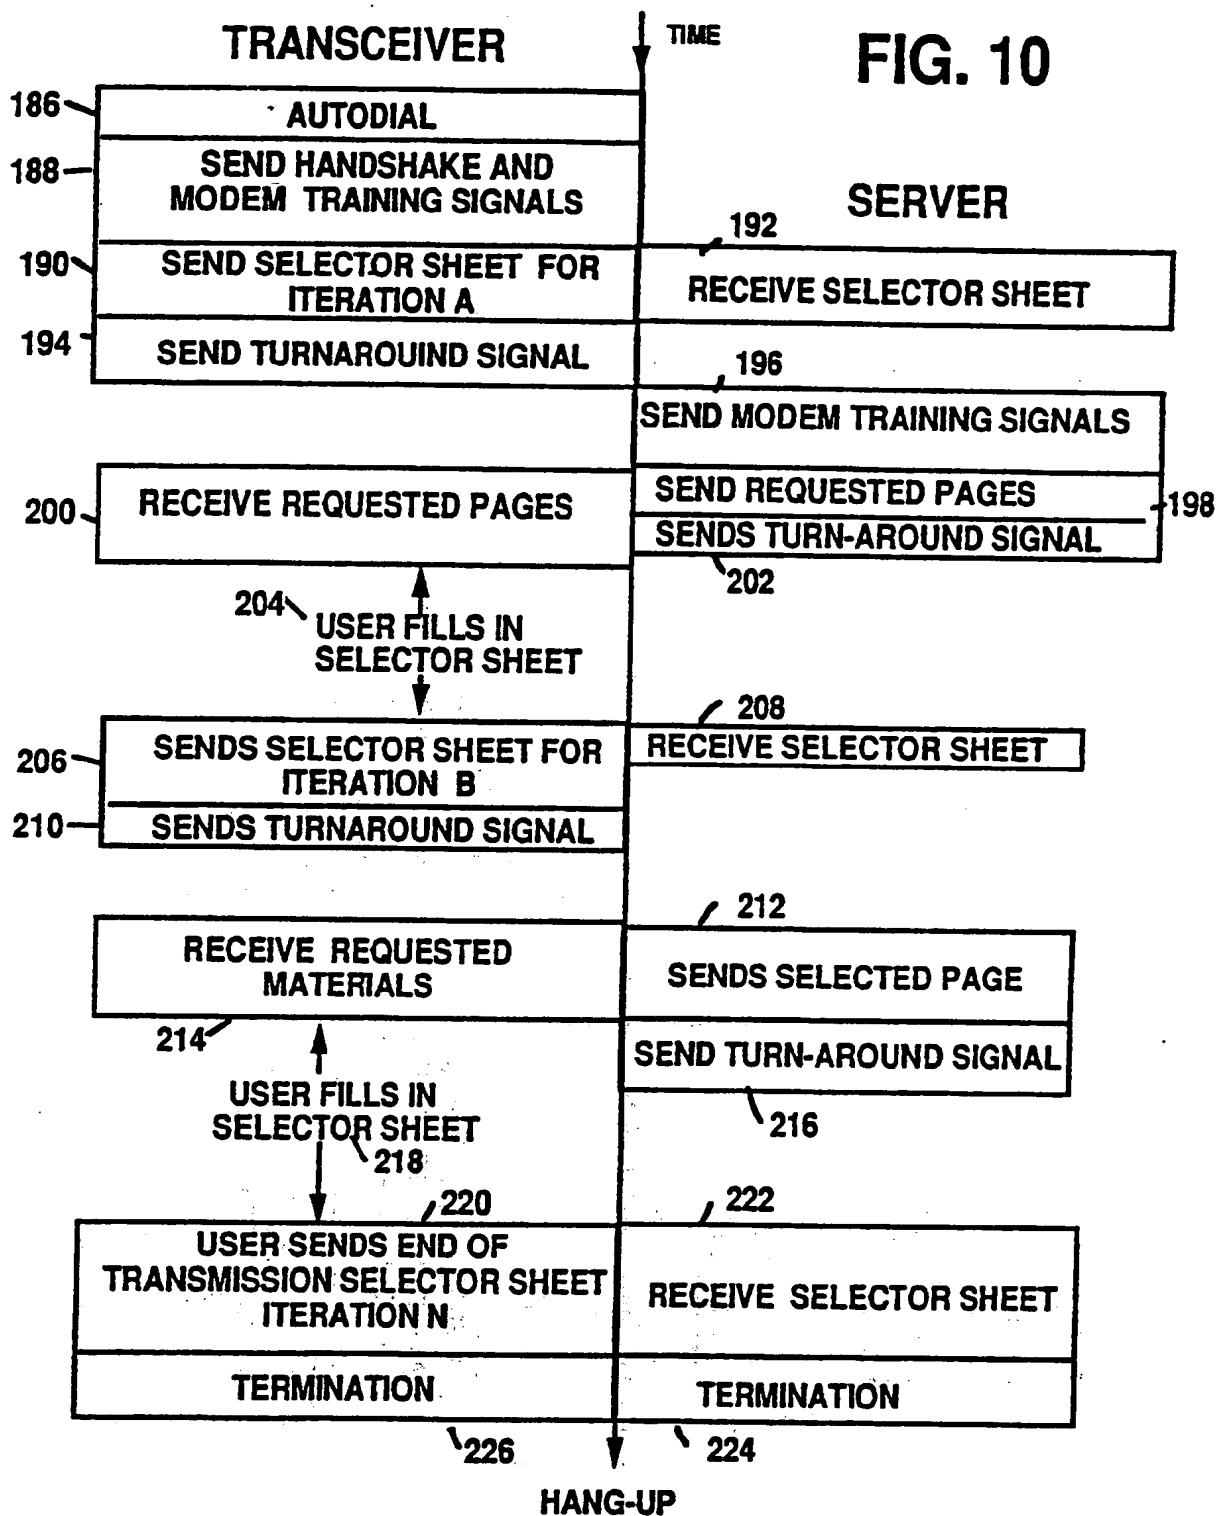 TRANSCEIVER
TIME
FIG. 10
186
AUTODIAL
188
SEND HANDSHAKE AND
MODEM TRAINING SIGNALS
SERVER
190
SEND SELECTOR SHEET FOR
ITERATION A
192
RECEIVE SELECTOR SHEET
194
SEND TURNAROUIND SIGNAL
196
SEND MODEM TRAINING SIGNALS
200
RECEIVE REQUESTED PAGES
SEND REQUESTED PAGES
198
SENDS TURN-AROUND SIGNAL
202
204
USER FILLS IN
SELECTOR SHEET
206
SENDS SELECTOR SHEET FOR
ITERATION B
208
RECEIVE SELECTOR SHEET
210
SENDS TURNAROUND SIGNAL
212
RECEIVE REQUESTED
MATERIALS
SENDS SELECTED PAGE
214
SEND TURN-AROUND SIGNAL
216
USER FILLS IN
SELECTOR SHEET
218
220
222
USER SENDS END OF
TRANSMISSION SELECTOR SHEET
ITERATION N
RECEIVE SELECTOR SHEET
TERMINATION
TERMINATION
226
224
HANG-UP